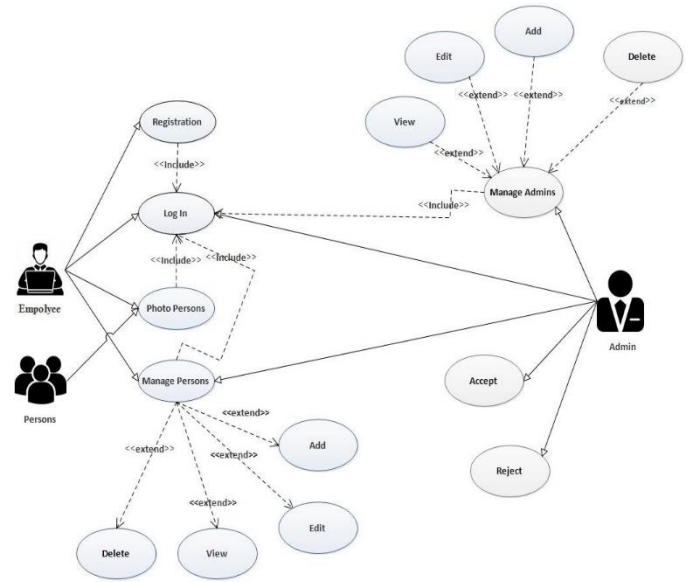 Add
Edit
Delete
<<extend>>
<<extend>>
<<extend>>
View
Registration
<<extend>>
<<Include>>
Manage Admins
Log In
<<Include>>
<<Include>>
<<Include>>
Empolyee
Photo Persons
Admin
Manage Persons
Accept
Persons
<<extend>>
Add
<<extend>>
<<extend>>
Reject
<<extend>>
Edit
Delete
View